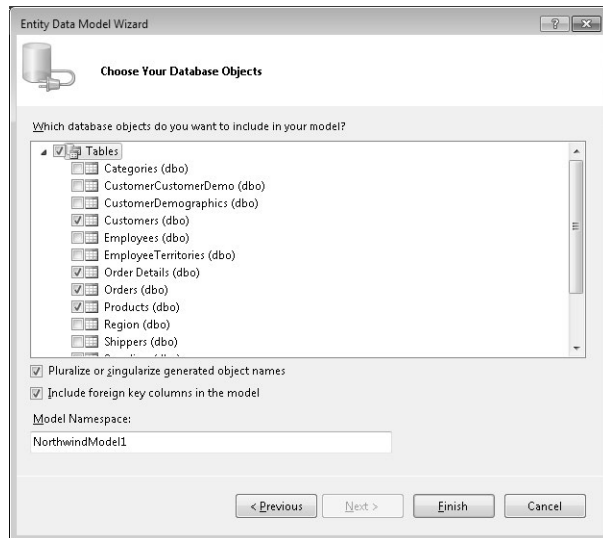 Entity Data Model Wizard
Choose Your Database Objects
Which database objects do you want to include in your model?
Tables
Categories (dbo)
CustomerCustomerDemo (dbo)
CustomerDemographics (dbo)
Customers (dbo)
Employees (dbo)
EmployeeTerritories (dbo)
Order Details (dbo)
Orders (dbo)
Products (dbo)
Region (dbo)
Shippers (dbo)
Pluralize or singularize generated object names
Include foreign key columns in the model
Model Namespace:
NorthwindModel1
< Previous
Next >
Finish
Cancel